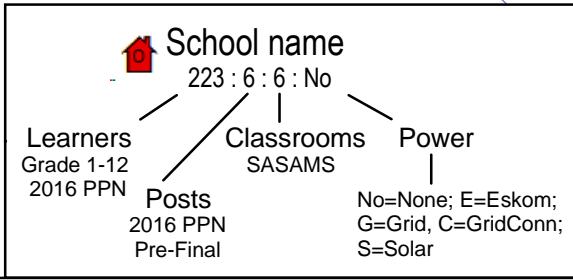 O
School name
223 : 6 : 6 : No
Learners
Grade 1-12
2016 PPN
Posts
2016 PPN
Pre-Final
Classrooms
SASAMS
Power
No=None; E=Eskom;
G=Grid, C=GridConn;
S=Solar